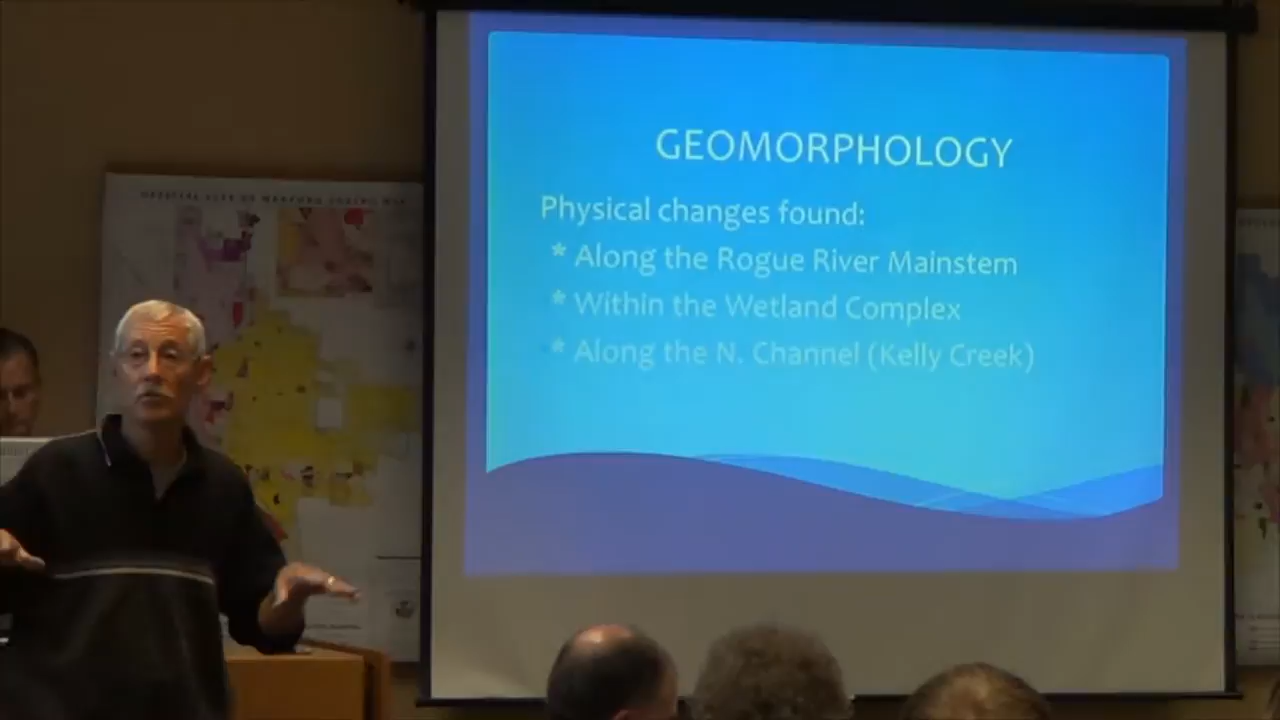 GEOMORPHOLOGY
Physical changes found:
* Along the Rogue River Mainstem
* Within the Wetland Complex
* Along the N. Channel (Kelly Creek)